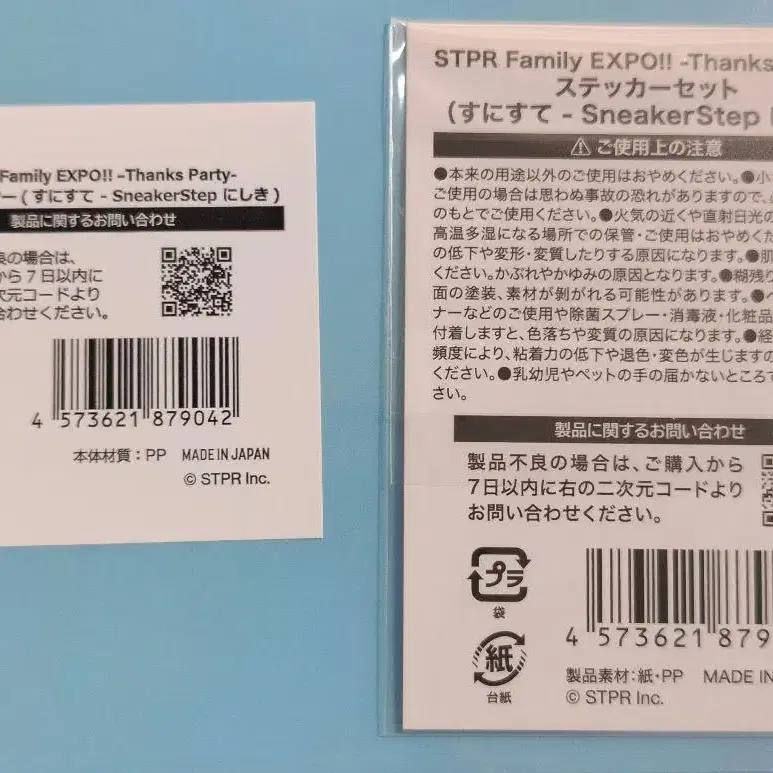 Family EXPO!! -Thanks Party-
ー(すにすて - SneakerStep にしき)
製品に関するお問い合わせ
良の場合は、
から7日以内に
次元コードより
合わせください。
4 573621 879042
本体材質:PP MADE IN JAPAN
© STPR Inc.
STPR Family EXPO!! -Thanks
ステッカーセット
(すにすて - SneakerStep に
⚠ ご使用上の注意
●本来の用途以外のご使用はおやめください。●小
ご使用の場合は思わぬ事故の恐れがありますので、
のもとでご使用ください。●火気の近くや直射日光の
高温多湿になる場所での保管・ご使用はおやめくだ
の低下や変形・変質したりする原因になります。●肌
ください。かぶれやかゆみの原因となります。●糊残り
面の塗装、素材が剝がれる可能性があります。●ベ
ナーなどのご使用や除菌スプレー・消毒液・化粧品
付着しますと、色落ちや変質の原因になります。●経
頻度により、粘着力の低下や退色・変色が生じますの
ください。●乳幼児やペットの手の届かないところで
さい。
製品に関するお問い合わせ
製品不良の場合は、ご購入から
7日以内に右の二次元コードより
お問い合わせください。
プラ
袋
紙
台紙
4 573621 879
製品素材:紙・PP MADE IN
© STPR Inc.